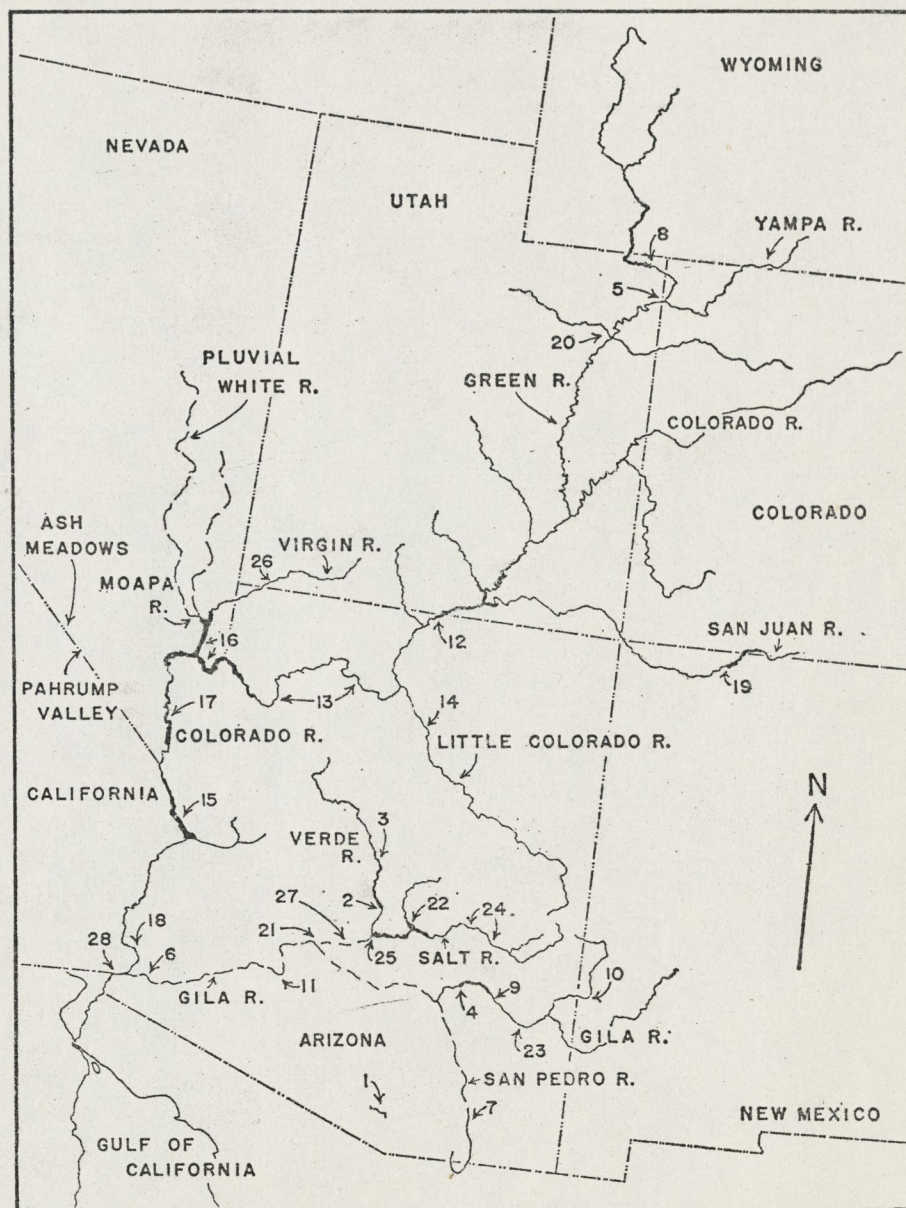 WYOMING
NEVADA
UTAH
YAMPA R.
8
5
20
PLUVIAL
WHITE R.
GREEN R.
COLORADO R.
COLORADO
ASH
MEADOWS
VIRGIN R.
26
MOAPA
R.
16
12
SAN JUAN R.
19
PAHRUMP
VALLEY
13
14
17
COLORADO R.
LITTLE COLORADO R.
N
CALIFORNIA
15
3
VERDE
R.
2
22
27
24
21
25
SALT R.
18
28
6
GILA R.
11
4
9
10
23
GILA R.
ARIZONA
1
SAN PEDRO R.
7
NEW MEXICO
GULF OF
CALIFORNIA